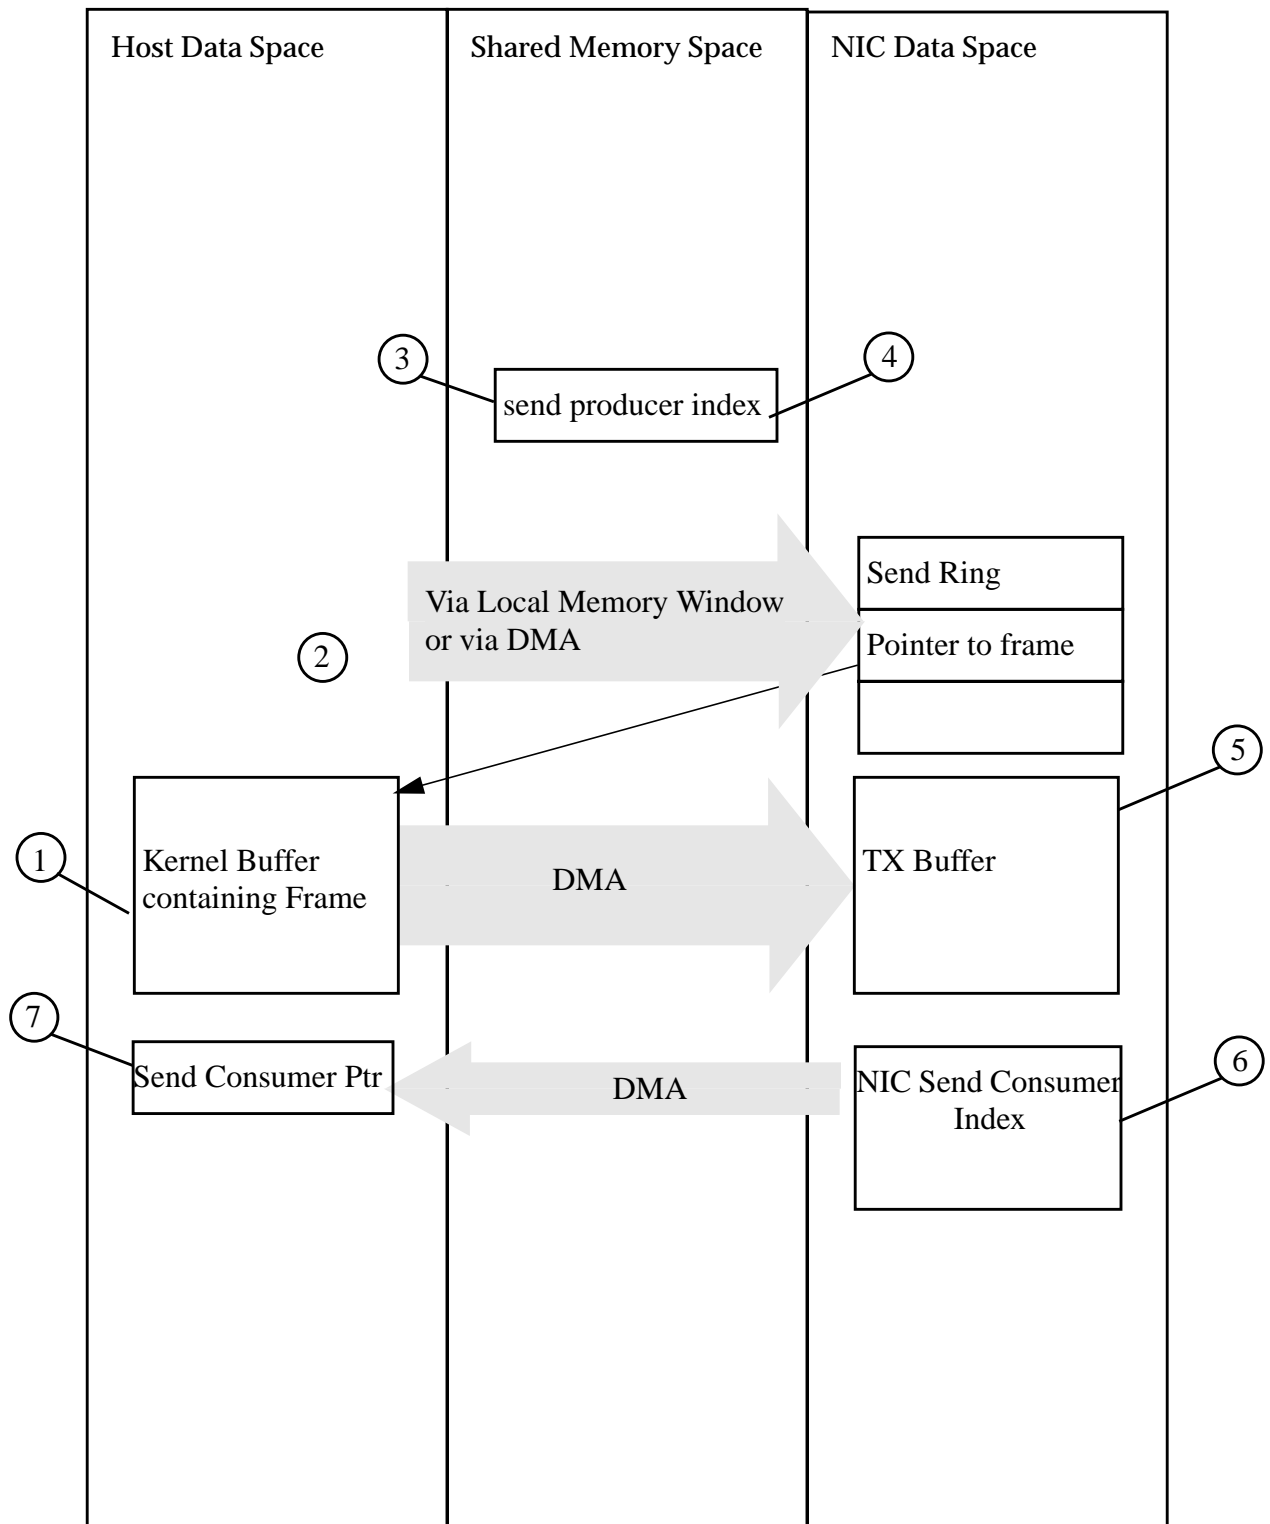 Host Data Space
Shared Memory Space
NIC Data Space
3
4
send producer index
Via Local Memory Window
or via DMA
2
Send Ring
Pointer to frame
5
1
Kernel Buffer
containing Frame
DMA
TX Buffer
7
Send Consumer Ptr
DMA
NIC Send Consumer
Index
6